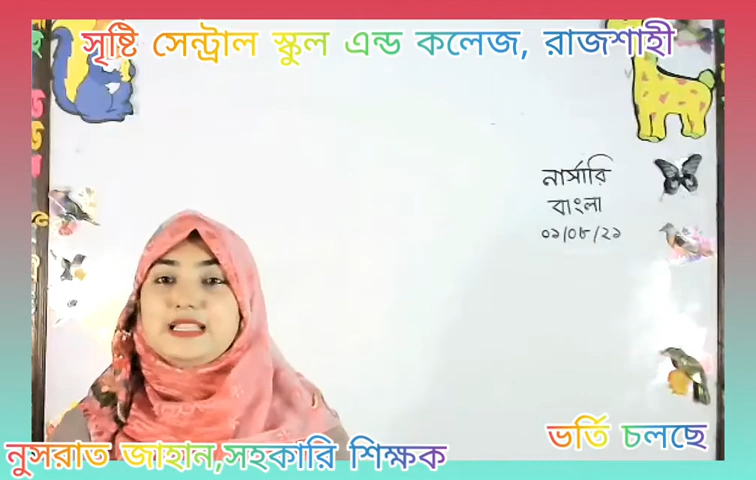 সৃষ্টি সেন্ট্রাল স্কুল এন্ড কলেজ, রাজশাহী
নার্সারি
বাংলা
০১/০৮/২১
ভর্তি চলছে
নুসরাত জাহান,সহকারি শিক্ষক